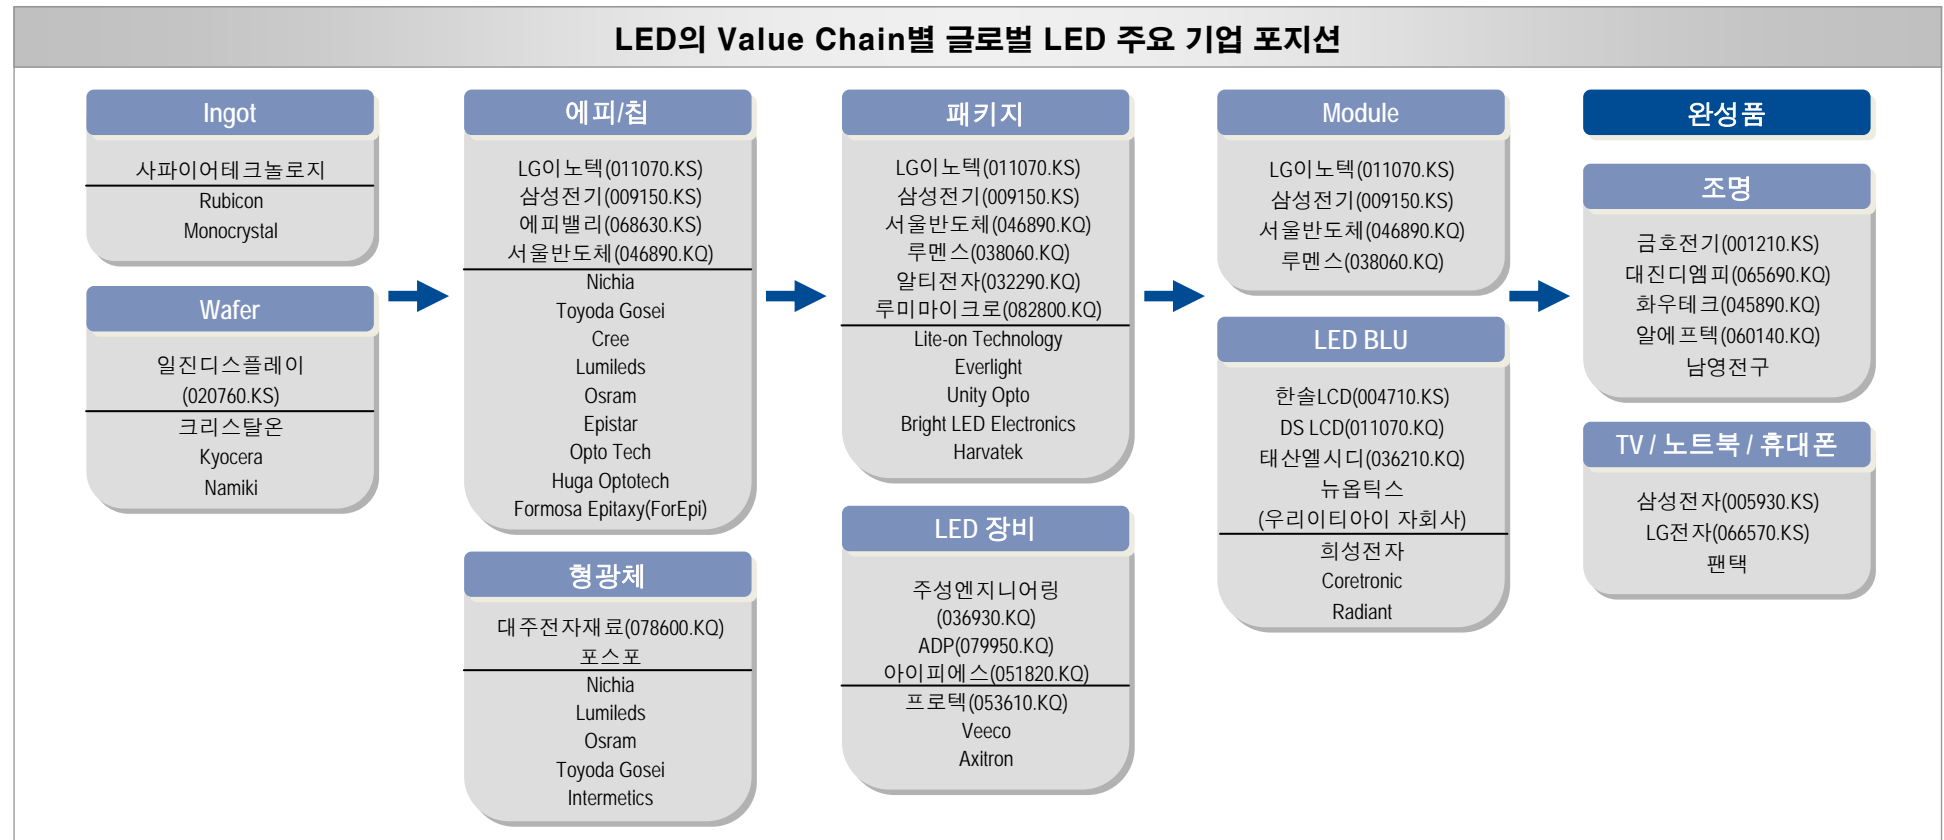 LED의 Value Chain별 글로벌 LED 주요 기업 포지션
Ingot
사파이어테크놀로지
Rubicon
Monocrystal
Wafer
일진디스플레이
(020760.KS)
크리스탈온
Kyocera
Namiki
에피/칩
LG이노텍(011070.KS)
삼성전기(009150.KS)
에피밸리(068630.KS)
서울반도체(046890.KQ)
Nichia
Toyoda Gosei
Cree
Lumileds
Osram
Epistar
Opto Tech
Huga Optotech
Formosa Epitaxy(ForEpi)
형광체
대주전자재료(078600.KQ)
포스포
Nichia
Lumileds
Osram
Toyoda Gosei
Intermetics
패키지
LG이노텍(011070.KS)
삼성전기(009150.KS)
서울반도체(046890.KQ)
루멘스(038060.KQ)
알티전자(032290.KQ)
루미마이크로(082800.KQ)
Lite-on Technology
Everlight
Unity Opto
Bright LED Electronics
Harvatek
LED 장비
주성엔지니어링
(036930.KQ)
ADP(079950.KQ)
아이피에스(051820.KQ)
프로텍(053610.KQ)
Veeco
Axitron
Module
LG이노텍(011070.KS)
삼성전기(009150.KS)
서울반도체(046890.KQ)
루멘스(038060.KQ)
LED BLU
한솔LCD(004710.KS)
DS LCD(011070.KQ)
태산엘시디(036210.KQ)
뉴옵틱스
(우리이티아이 자회사)
희성전자
Coretronic
Radiant
완성품
조명
금호전기(001210.KS)
대진디엠피(065690.KQ)
화우테크(045890.KQ)
알에프텍(060140.KQ)
남영전구
TV / 노트북 / 휴대폰
삼성전자(005930.KS)
LG전자(066570.KS)
팬택